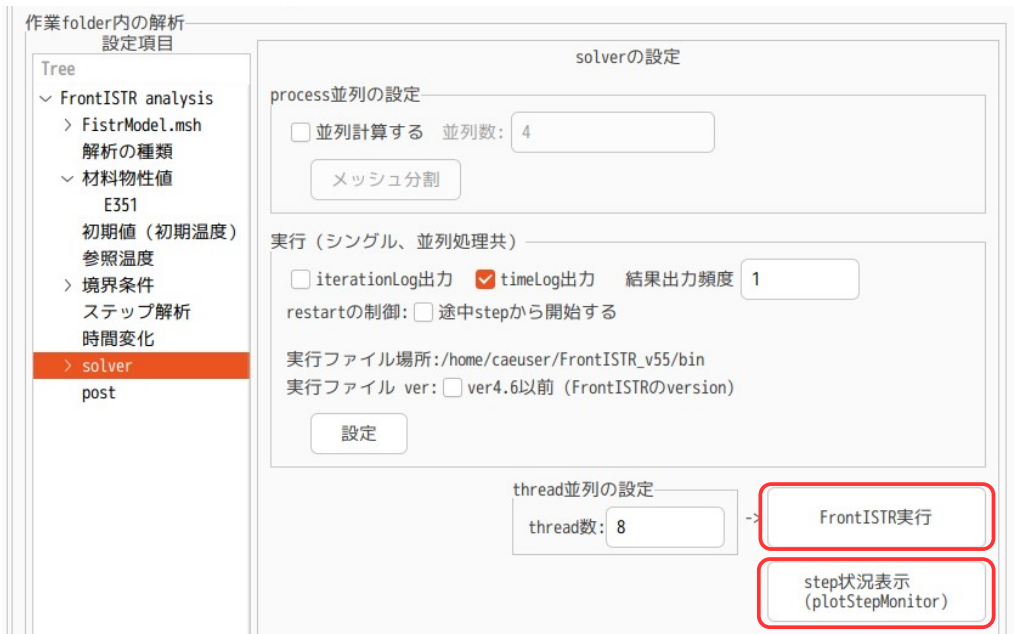 作業folder内の解析
設定項目
Tree
FrontISTR analysis
FistrModel.msh
解析の種類
材料物性値
E351
初期値（初期温度）
参照温度
境界条件
ステップ解析
時間変化
solver
post
solverの設定
process並列の設定
並列計算する 並列数: 4
メッシュ分割
実行（シングル、並列処理共）
iterationLog出力 timeLog出力 結果出力頻度 1
restartの制御: 途中stepから開始する
実行ファイル場所:/home/caeuser/FrontISTR_v55/bin
実行ファイル ver: ver4.6以前（FrontISTRのversion）
設定
thread並列の設定
thread数: 8
-> FrontISTR実行
step状況表示
(plotStepMonitor)